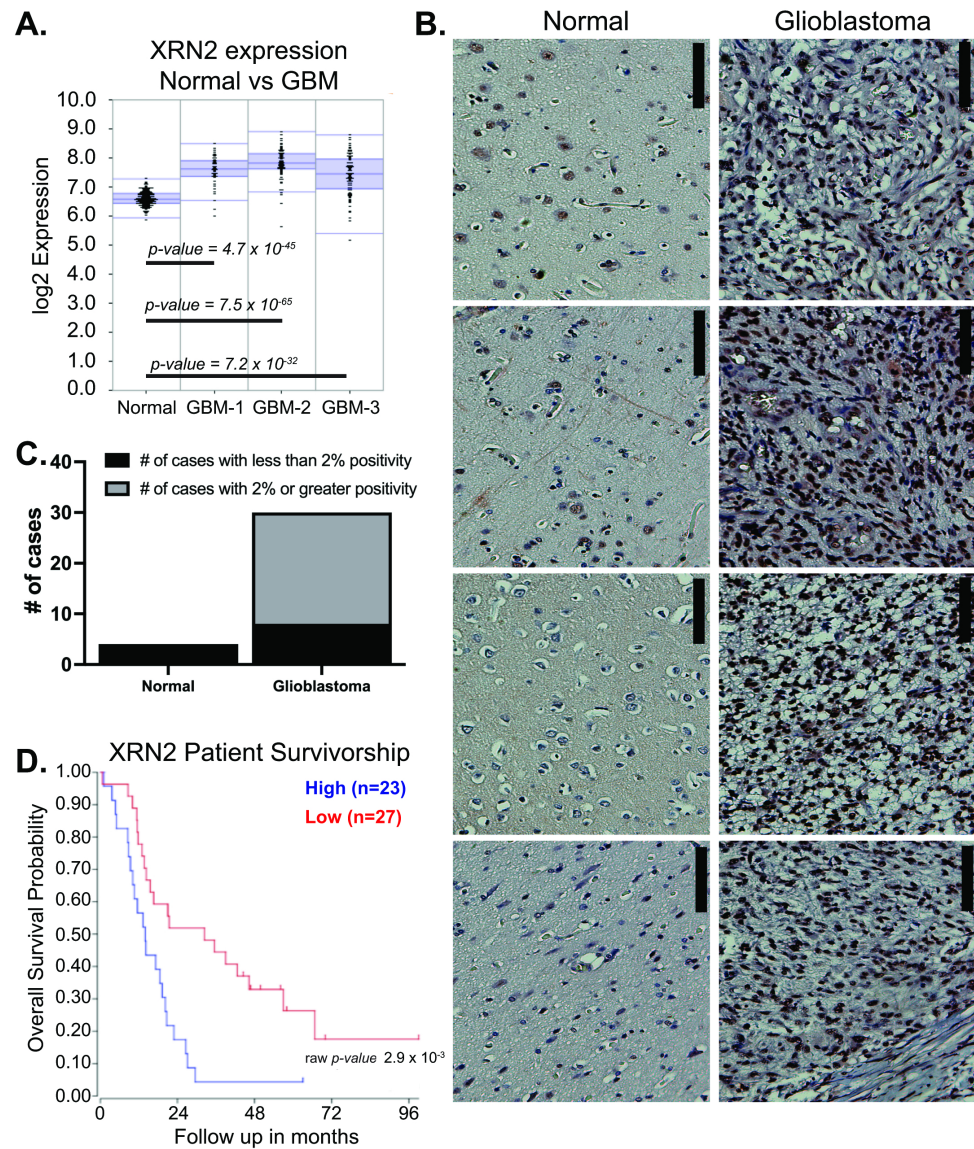 A.
XRN2 expression
Normal vs GBM
log2 Expression
10.0
9.0
8.0
7.0
6.0
5.0
4.0
3.0
2.0
1.0
0.0
p-value = 4.7 x 10-45
p-value = 7.5 x 10-65
p-value = 7.2 x 10-32
Normal
GBM-1
GBM-2
GBM-3
B.
Normal
Glioblastoma
C.
# of cases with less than 2% positivity
# of cases with 2% or greater positivity
# of cases
40
30
20
10
0
Normal
Glioblastoma
D.
XRN2 Patient Survivorship
High (n=23)
Low (n=27)
Overall Survival Probability
1.00
0.90
0.80
0.70
0.60
0.50
0.40
0.30
0.20
0.10
0.00
raw p-value 2.9 x 10-3
0
24
48
72
96
Follow up in months